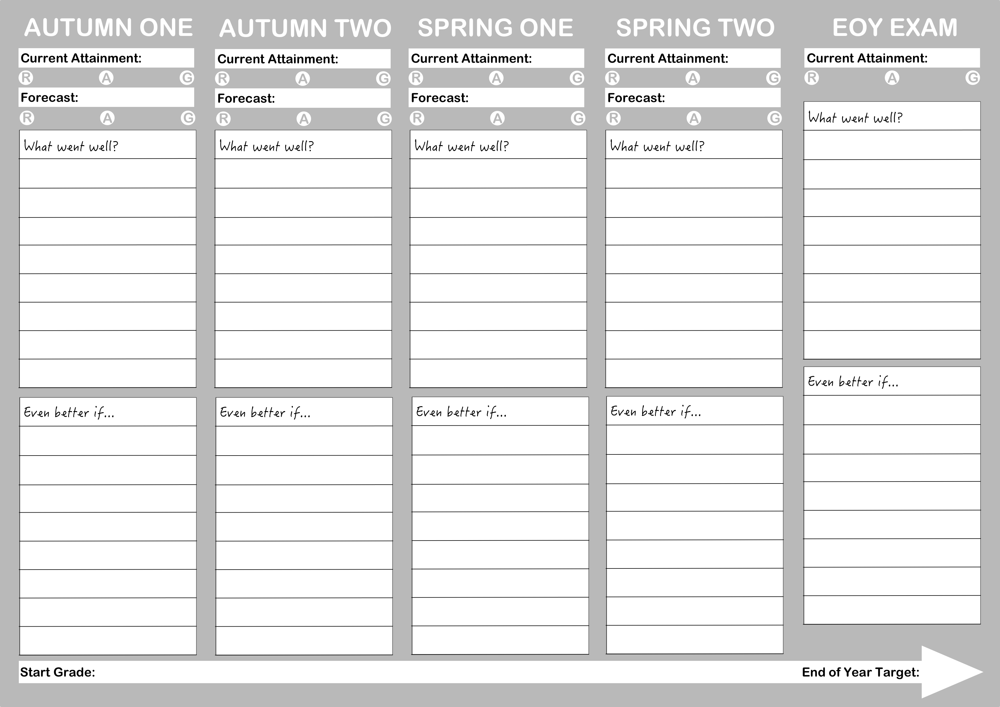 AUTUMN ONE
Current Attainment:
R A G
Forecast:
R A G
What went well?
Even better if...
AUTUMN TWO
Current Attainment:
R A G
Forecast:
R A G
What went well?
Even better if...
SPRING ONE
Current Attainment:
R A G
Forecast:
R A G
What went well?
Even better if...
SPRING TWO
Current Attainment:
R A G
Forecast:
R A G
What went well?
Even better if...
EOY EXAM
Current Attainment:
R A G
What went well?
Even better if...
Start Grade:
End of Year Target: